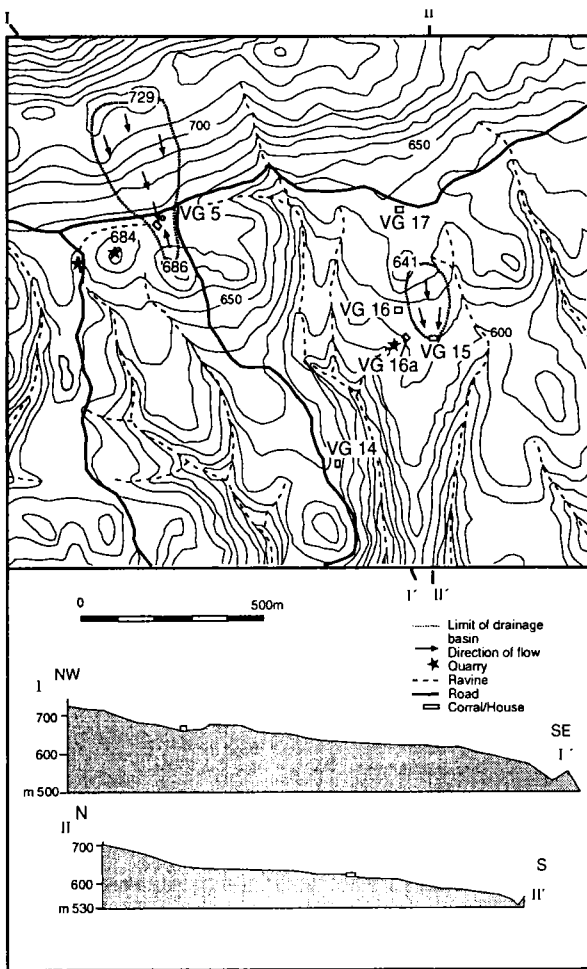 I II
729
700
650
VG 5
VG 17
684
686
641
650
VG 16
600
VG 15
VG 16a
VG 14
I´ II´
0 500m
Limit of drainage
basin
Direction of flow
Quarry
Ravine
Road
Corral/House
I NW
700
600
m 500
SE
I´
II N
700
600
m 530
S
II´